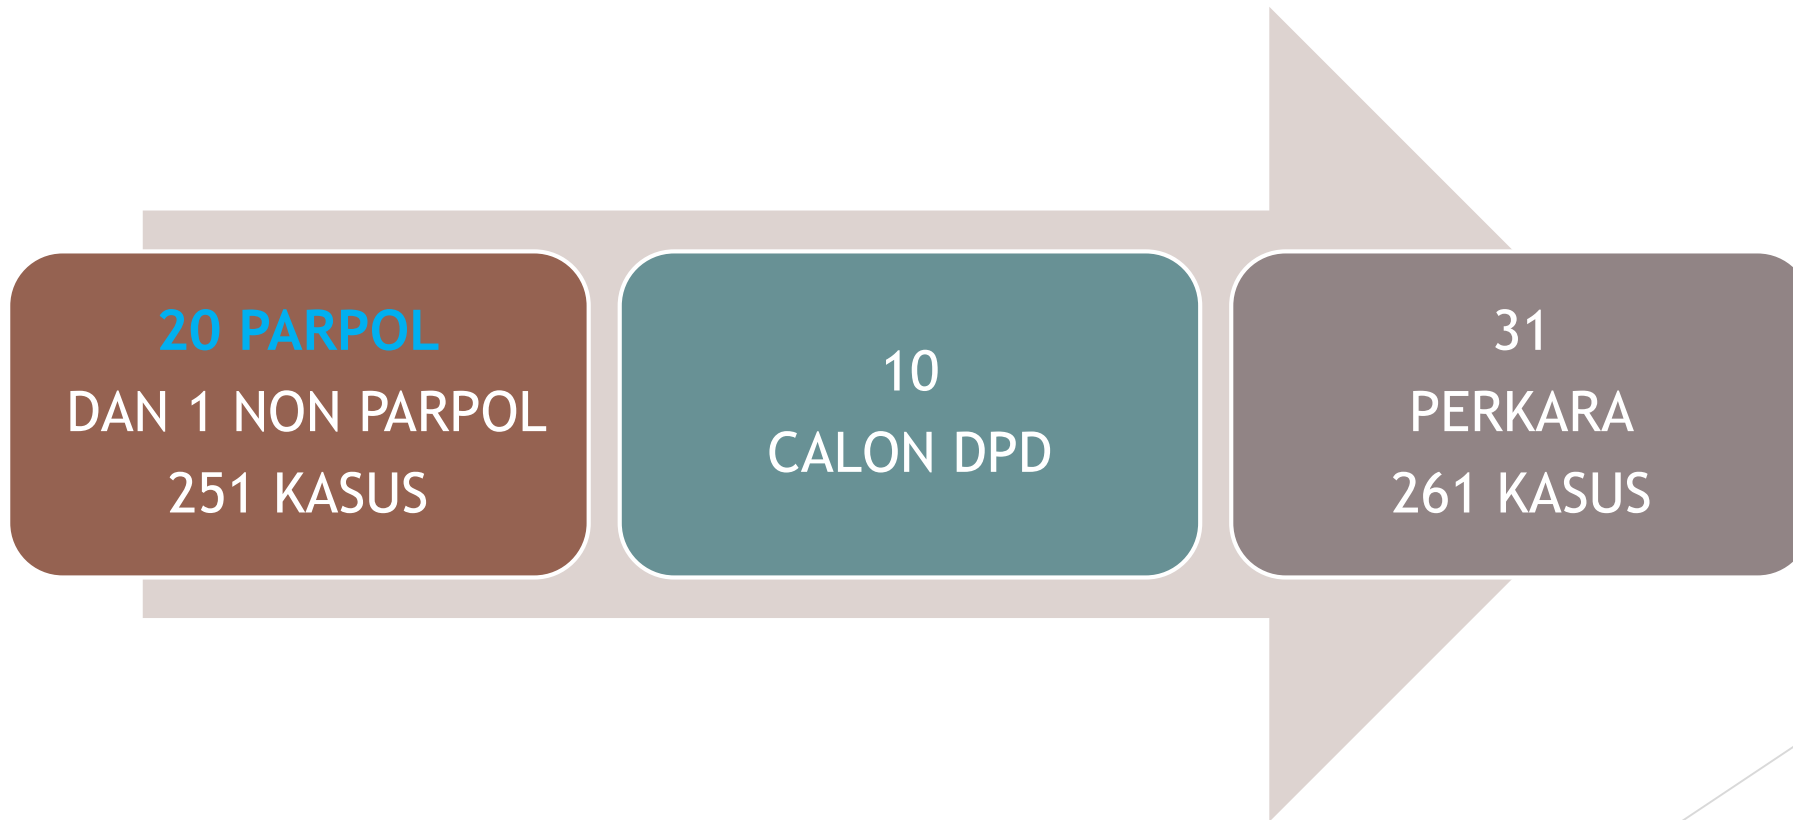 20 PARPOL
DAN 1 NON PARPOL
251 KASUS
10
CALON DPD
31
PERKARA
261 KASUS